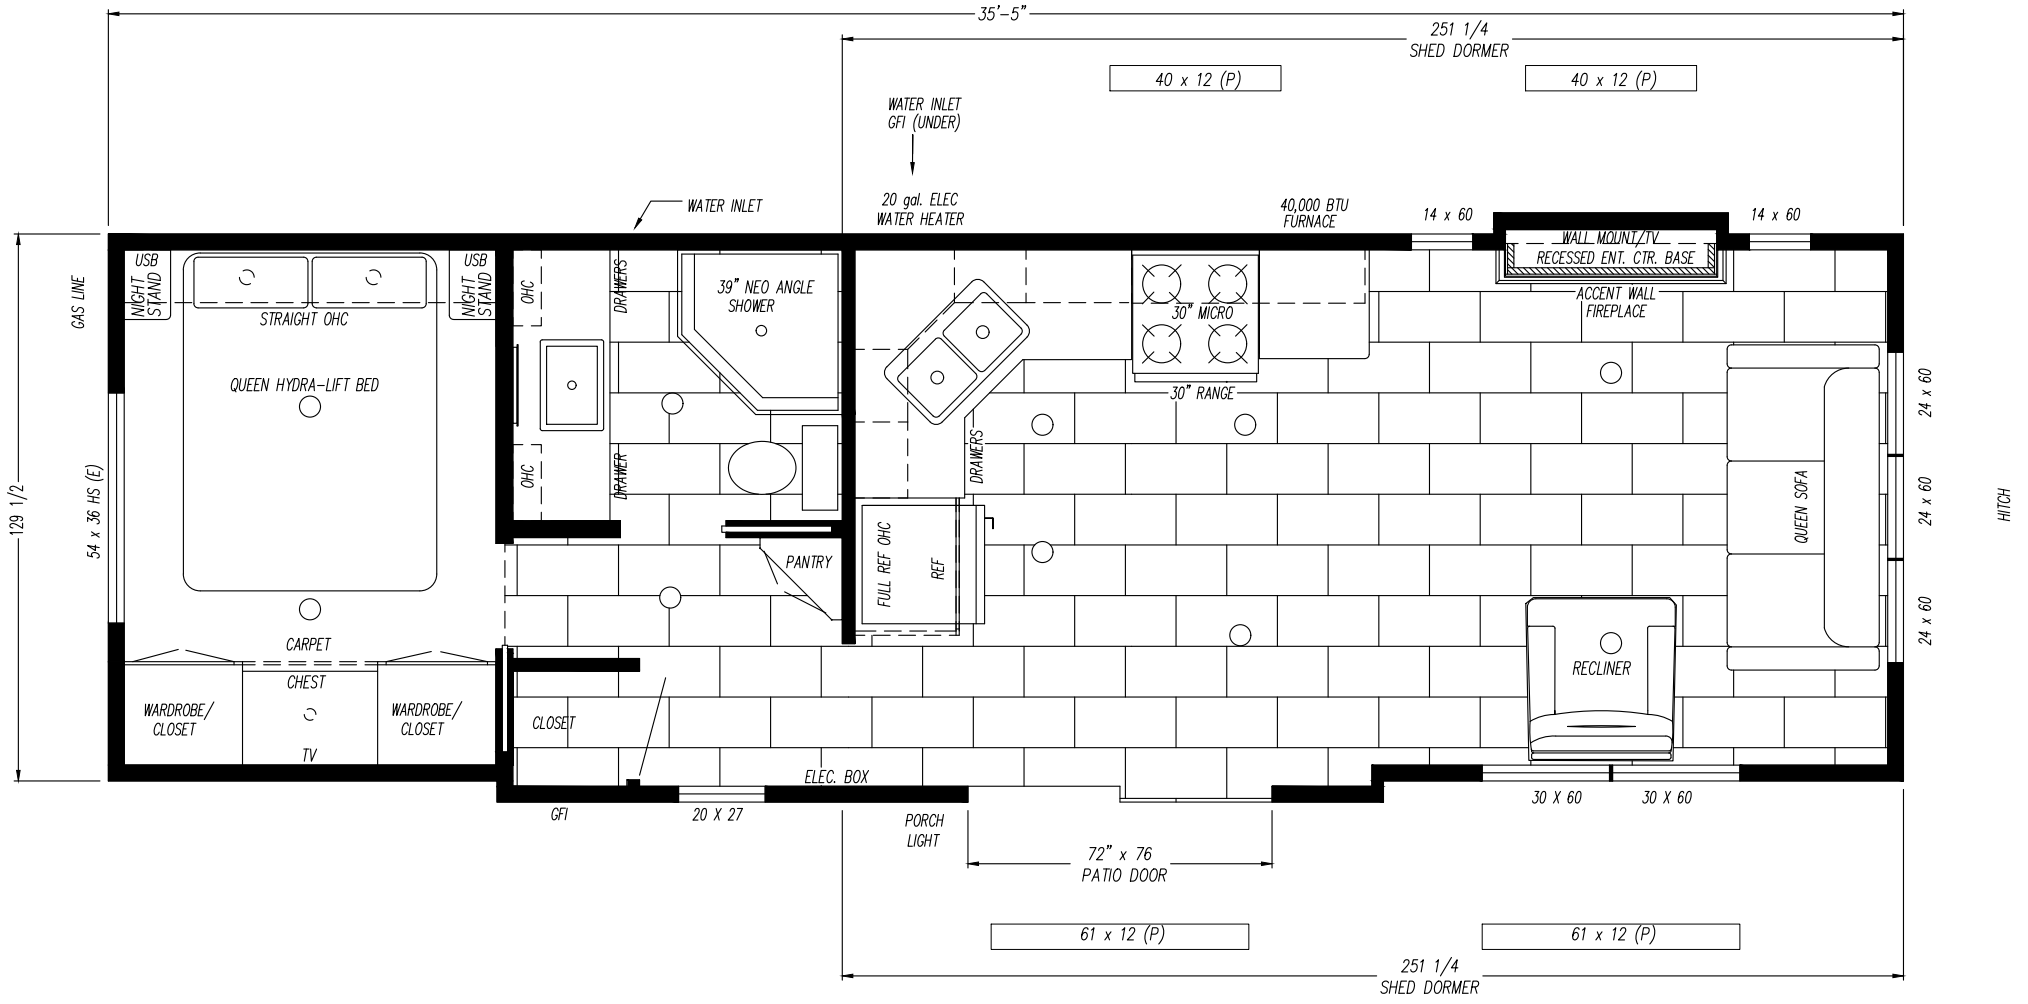 35'-5"
251 1/4
SHED DORMER
40 x 12 (P)
40 x 12 (P)
WATER INLET
GFI (UNDER)
WATER INLET
20 gal. ELEC
WATER HEATER
40,000 BTU
FURNACE
14 x 60
14 x 60
WALL MOUNT/TV
RECESSED ENT. CTR. BASE
ACCENT WALL
FIREPLACE
GAS LINE
USB
NIGHT
STAND
USB
NIGHT
STAND
STRAIGHT OHC
QUEEN HYDRA-LIFT BED
OHC
DRAWERS
39" NEO ANGLE
SHOWER
30" MICRO
30" RANGE
24 x 60
24 x 60
24 x 60
HITCH
129 1/2
54 x 36 HS (E)
OHC
DRAWER
DRAWERS
QUEEN SOFA
FULL REF OHC
REF
PANTRY
CARPET
CHEST
WARDROBE/
CLOSET
WARDROBE/
CLOSET
TV
CLOSET
RECLINER
ELEC. BOX
GFI
20 X 27
PORCH
LIGHT
30 X 60
30 X 60
72" x 76
PATIO DOOR
61 x 12 (P)
61 x 12 (P)
251 1/4
SHED DORMER